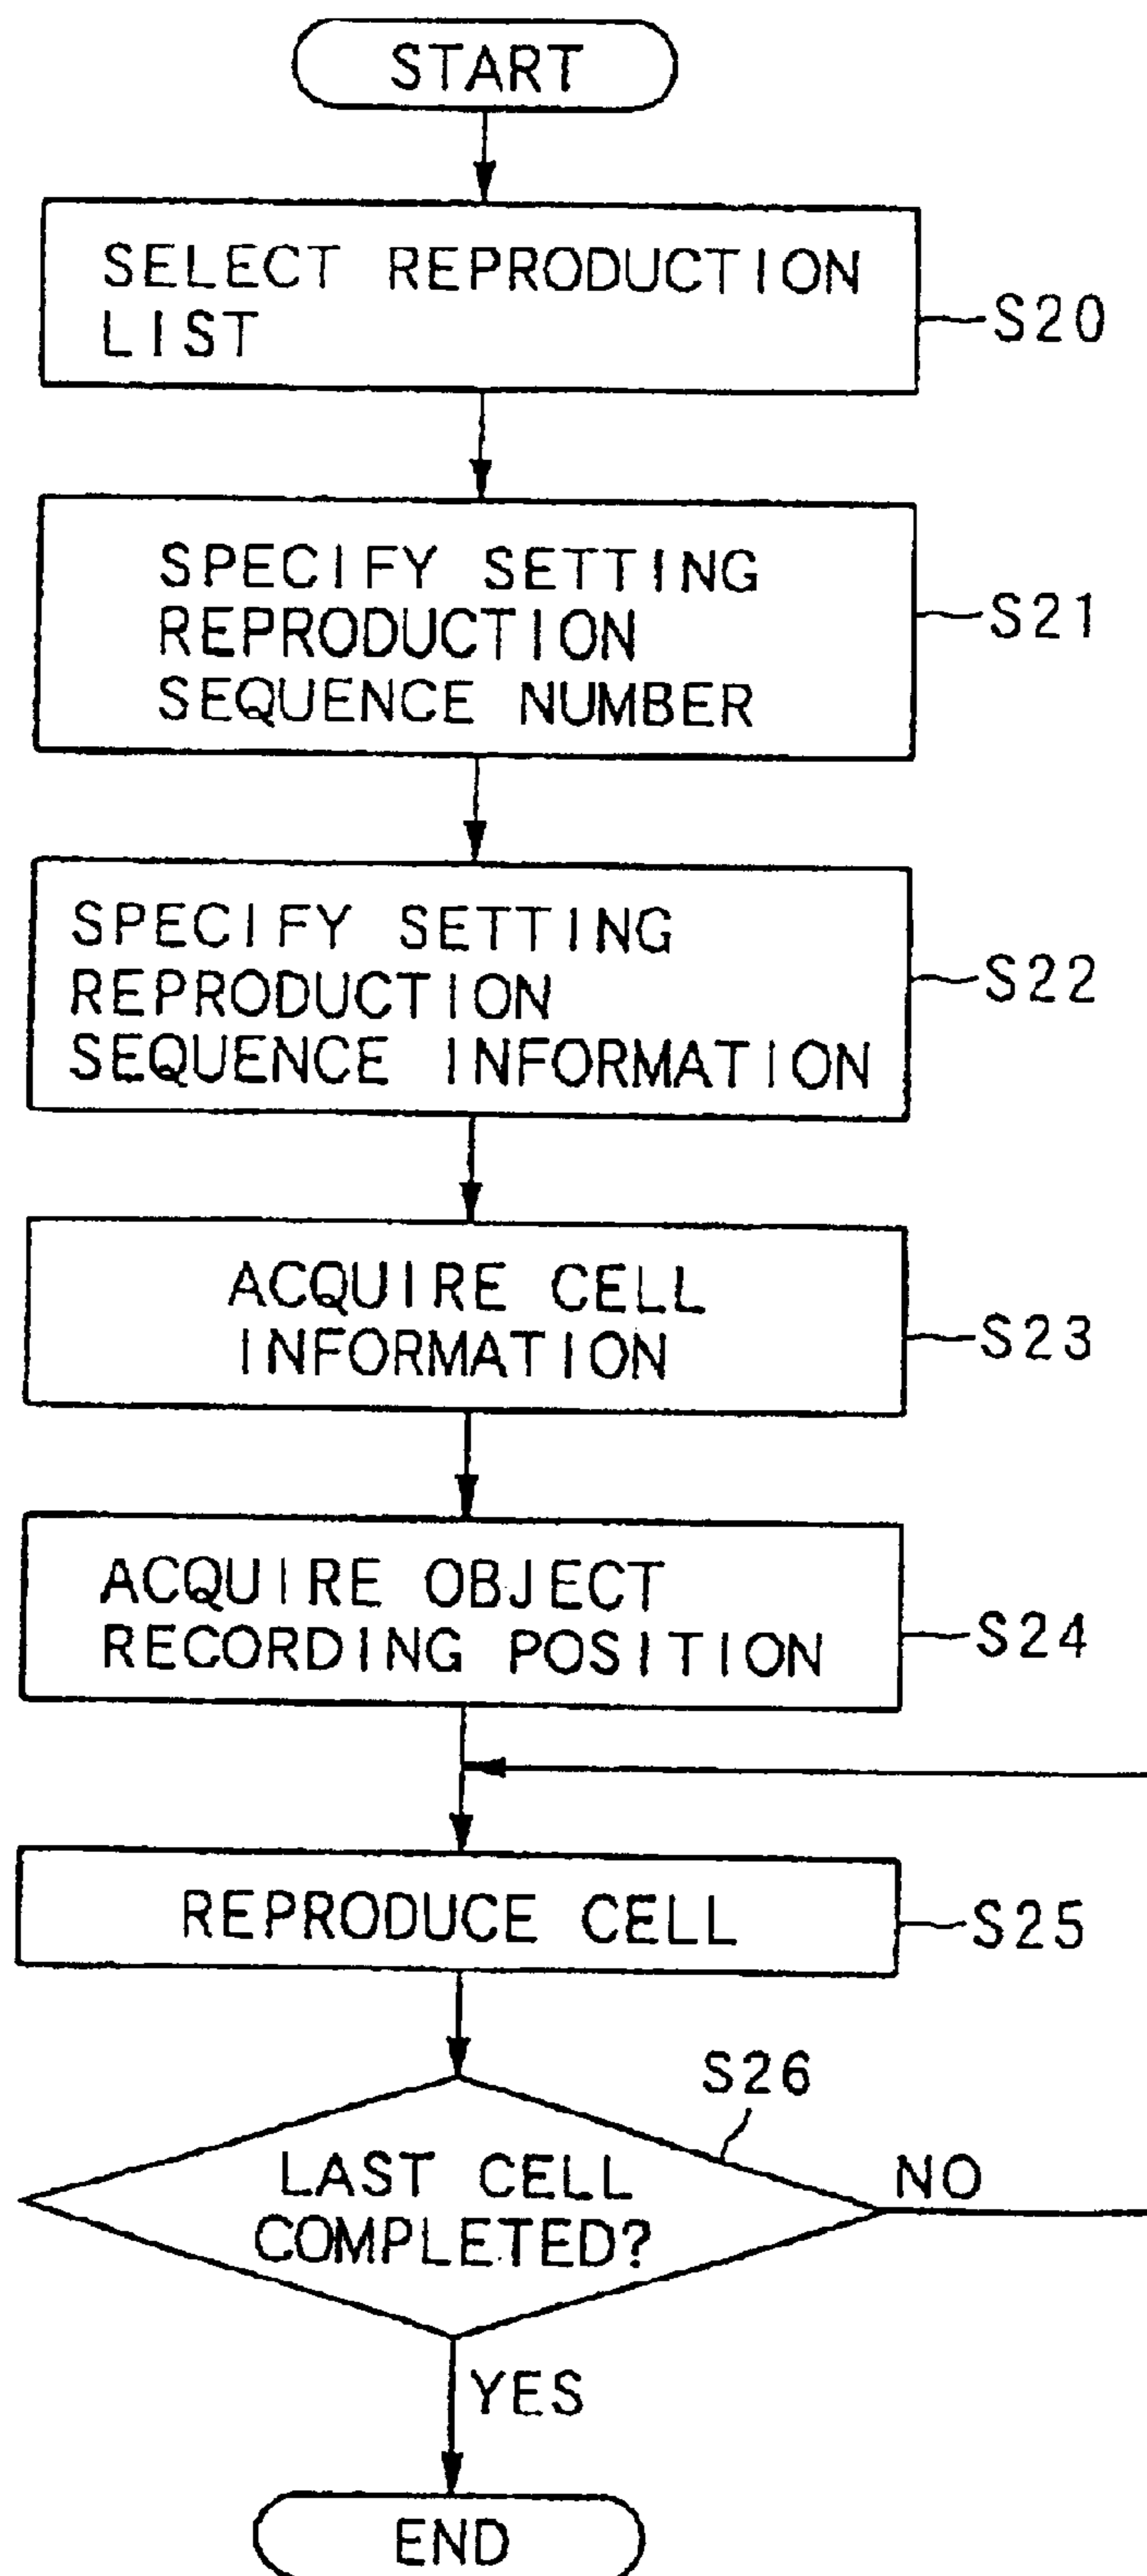 START
SELECT REPRODUCTION
LIST
S20
SPECIFY SETTING
REPRODUCTION
SEQUENCE NUMBER
S21
SPECIFY SETTING
REPRODUCTION
SEQUENCE INFORMATION
S22
ACQUIRE CELL
INFORMATION
S23
ACQUIRE OBJECT
RECORDING POSITION
S24
REPRODUCE CELL
S25
S26
LAST CELL
COMPLETED?
NO
YES
END